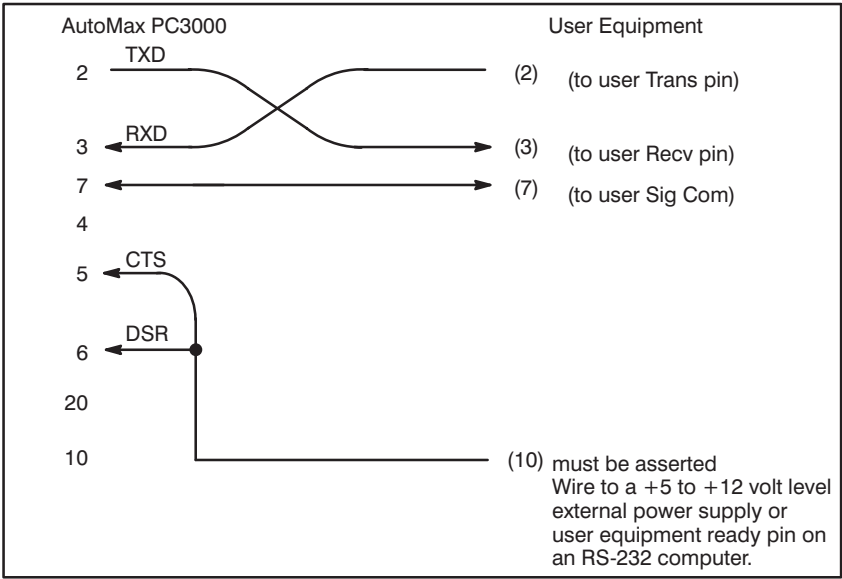 AutoMax PC3000 User Equipment
TXD
2 (2) (to user Trans pin)
RXD
3 (3) (to user Recv pin)
7 (7) (to user Sig Com)
4
CTS
5
DSR
6
20
10 (10) must be asserted
Wire to a +5 to +12 volt level
external power supply or
user equipment ready pin on
an RS-232 computer.